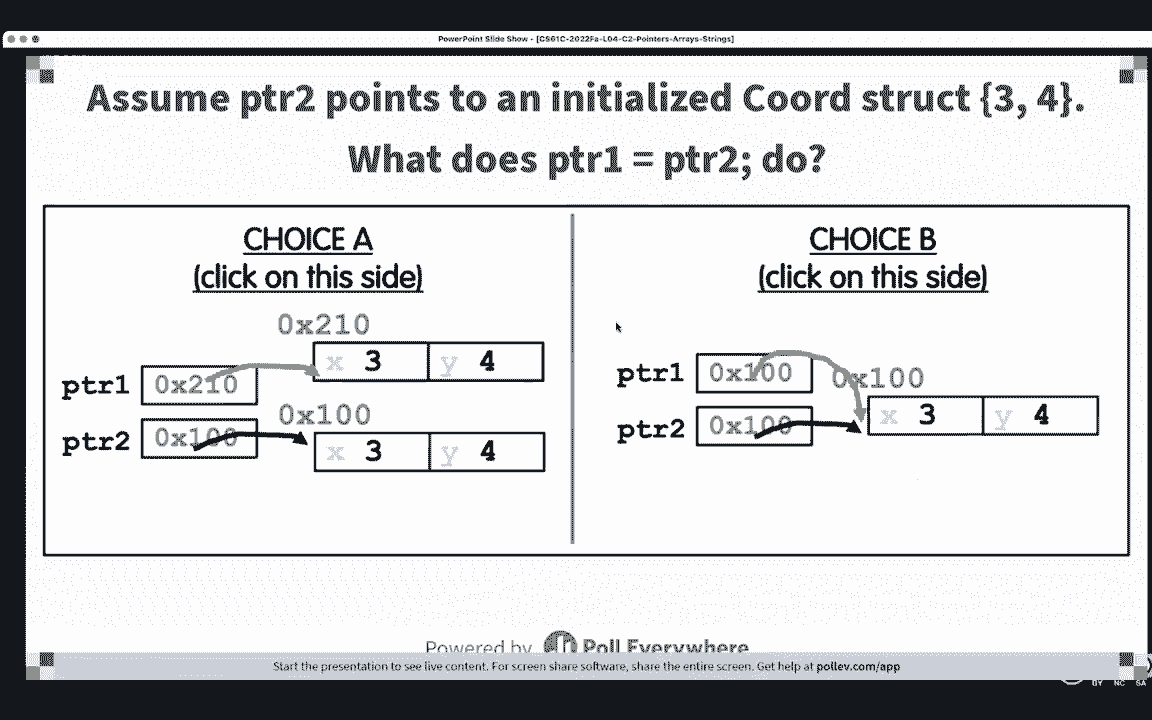 PowerPoint Slide Show - [CS61C-2022Fa-L04-C2-Pointers-Arrays-Strings]
Assume ptr2 points to an initialized Coord struct {3, 4}.
What does ptr1 = ptr2; do?
CHOICE A
(click on this side)
0x210
ptr1 0x210 x 3 y 4
0x100
ptr2 0x100 x 3 y 4
CHOICE B
(click on this side)
ptr1 0x100 0x100
ptr2 0x100 x 3 y 4
Powered by Poll Everywhere
Start the presentation to see live content. For screen share software, share the entire screen. Get help at pollev.com/app
BY NC SA